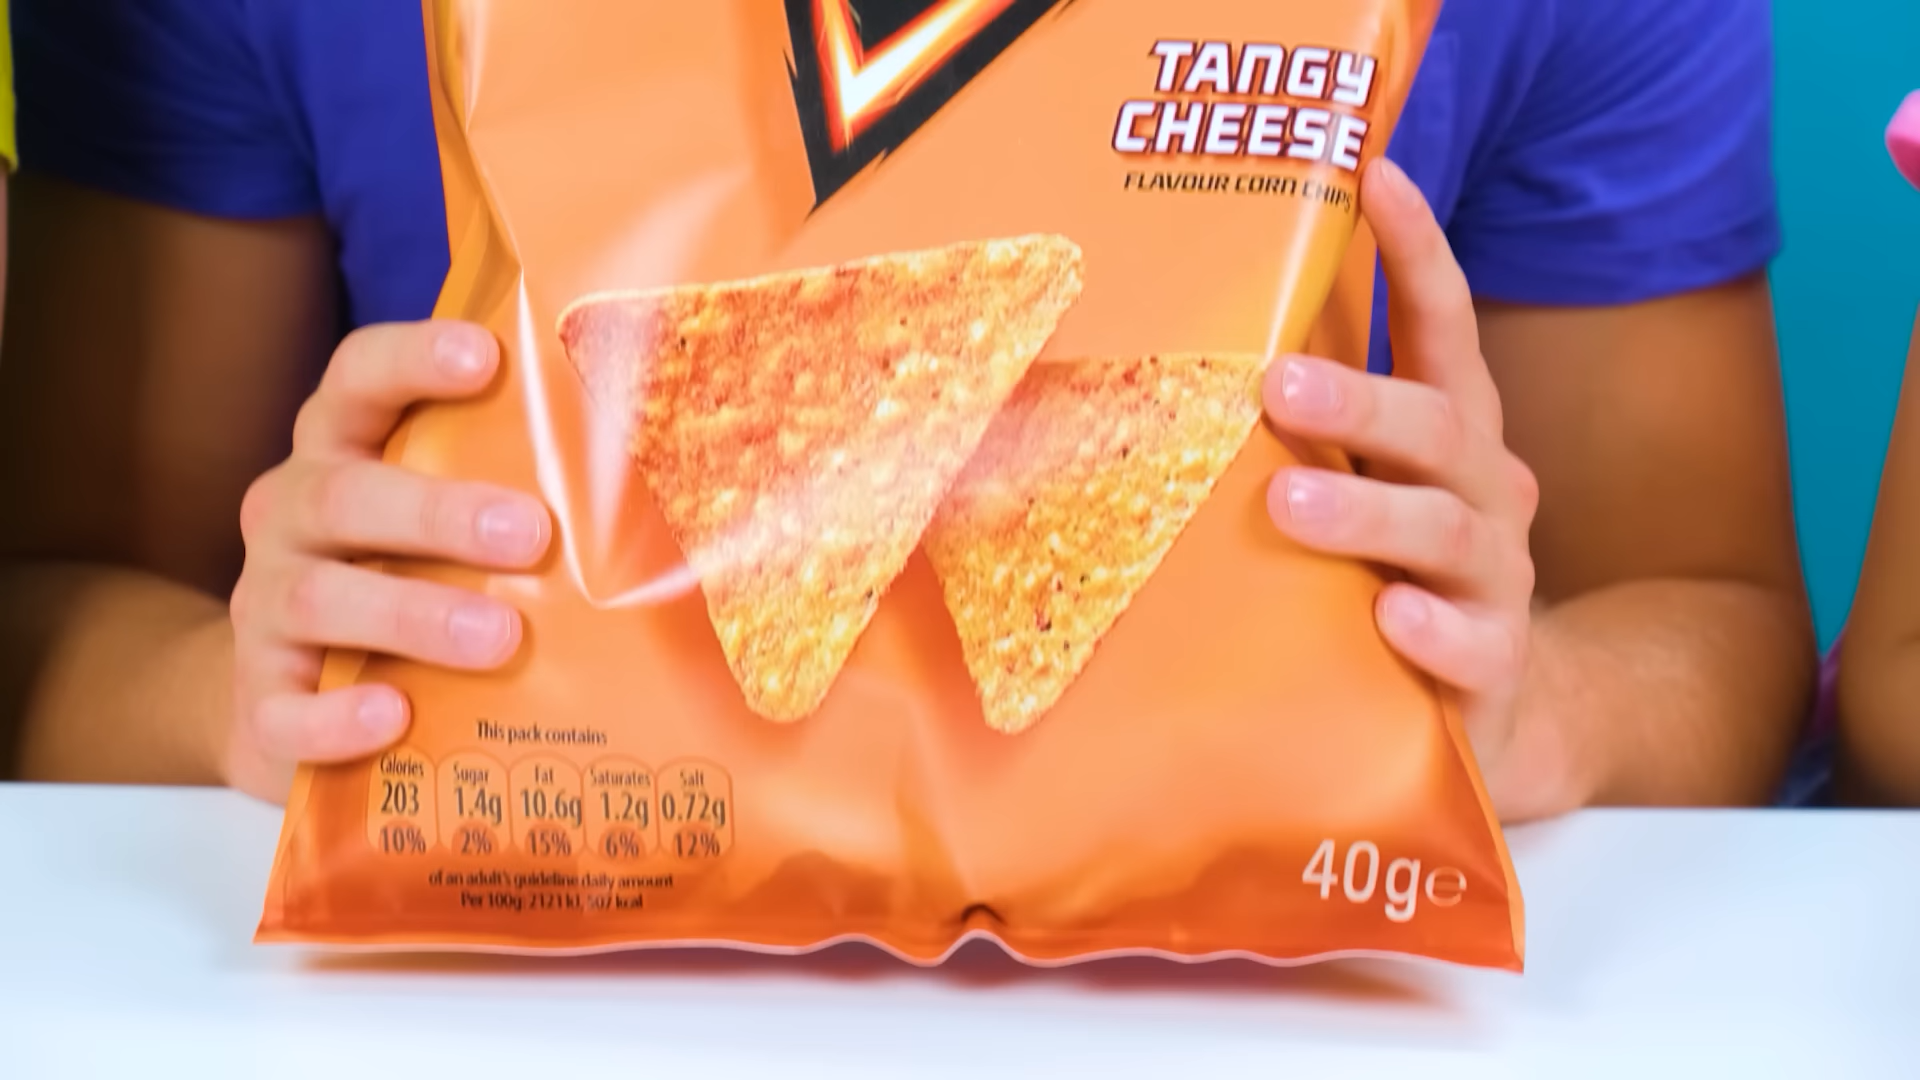 TANGY
CHEESE
FLAVOUR CORN CHIPS
This pack contains
Calories Sugar Fat Saturates Salt
203 1.4g 10.6g 1.2g 0.72g
10% 2% 15% 6% 12%
of an adult's guideline daily amount
Per 100g: 2121 kJ, 507 kcal
40g e